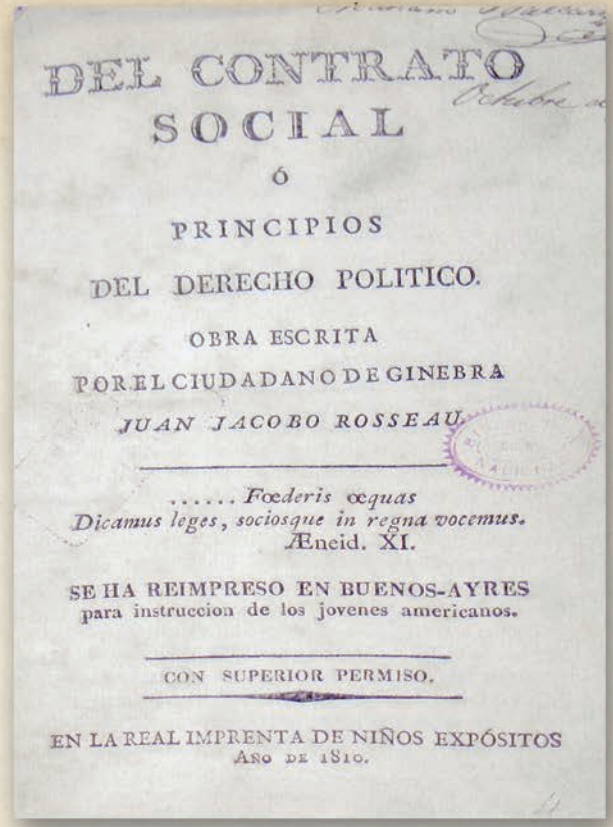 DEL CONTRATO
Octubre
SOCIAL
ó
PRINCIPIOS
DEL DERECHO POLITICO.
OBRA ESCRITA
POR EL CIUDADANO DE GINEBRA
JUAN JACOBO ROSSEAU.
...... Fœderis œquas
Dicamus leges, sociosque in regna vocemus.
Æneid. XI.
SE HA REIMPRESO EN BUENOS-AYRES
para instruccion de los jovenes americanos.
CON SUPERIOR PERMISO.
EN LA REAL IMPRENTA DE NIÑOS EXPÓSITOS
AÑO DE 1810.